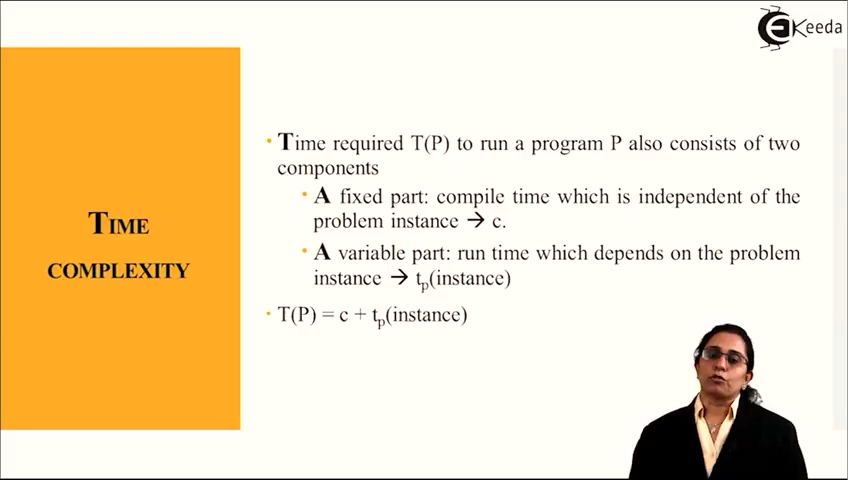 Keeda
• Time required T(P) to run a program P also consists of two
components
• A fixed part: compile time which is independent of the
problem instance → c.
• A variable part: run time which depends on the problem
instance → tp(instance)
• T(P) = c + tp(instance)
TIME
COMPLEXITY